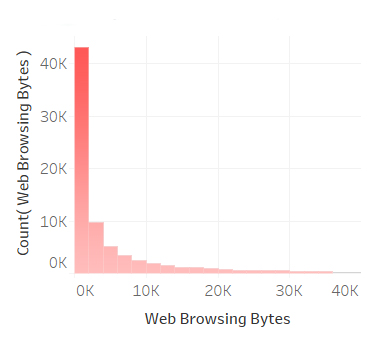 Count( Web Browsing Bytes )
40K
30K
20K
10K
0K
0K 10K 20K 30K 40K
Web Browsing Bytes